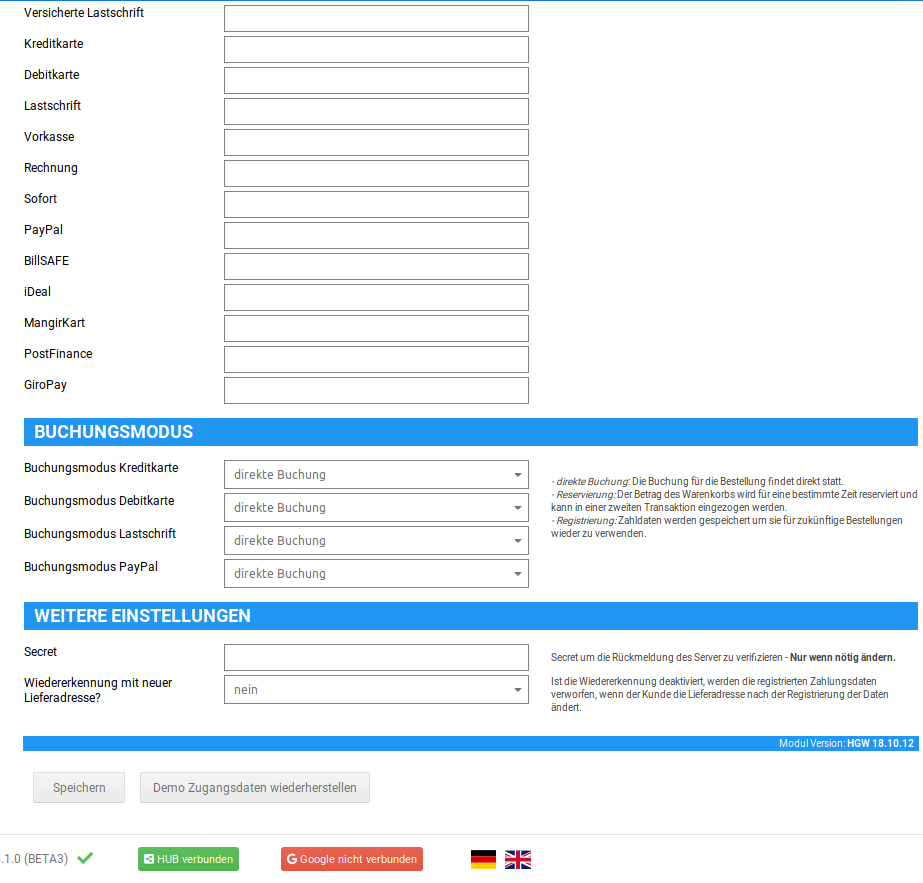 Versicherte Lastschrift
Kreditkarte
Debitkarte
Lastschrift
Vorkasse
Rechnung
Sofort
PayPal
BillSAFE
iDeal
MangirKart
PostFinance
GiroPay
BUCHUNGSMODUS
Buchungsmodus Kreditkarte
direkte Buchung
Buchungsmodus Debitkarte
direkte Buchung
Buchungsmodus Lastschrift
direkte Buchung
Buchungsmodus PayPal
direkte Buchung
- direkte Buchung: Die Buchung für die Bestellung findet direkt statt.
- Reservierung: Der Betrag des Warenkorbs wird für eine bestimmte Zeit reserviert und
kann in einer zweiten Transaktion eingezogen werden.
- Registrierung: Zahldaten werden gespeichert um sie für zukünftige Bestellungen
wieder zu verwenden.
WEITERE EINSTELLUNGEN
Secret
Secret um die Rückmeldung des Server zu verifizieren - Nur wenn nötig ändern.
Wiedererkennung mit neuer
Lieferadresse?
nein
Ist die Wiedererkennung deaktiviert, werden die registrierten Zahlungsdaten
verworfen, wenn der Kunde die Lieferadresse nach der Registrierung der Daten
ändert.
Modul Version: HGW 18.10.12
Speichern
Demo Zugangsdaten wiederherstellen
.1.0 (BETA3)
HUB verbunden
Google nicht verbunden